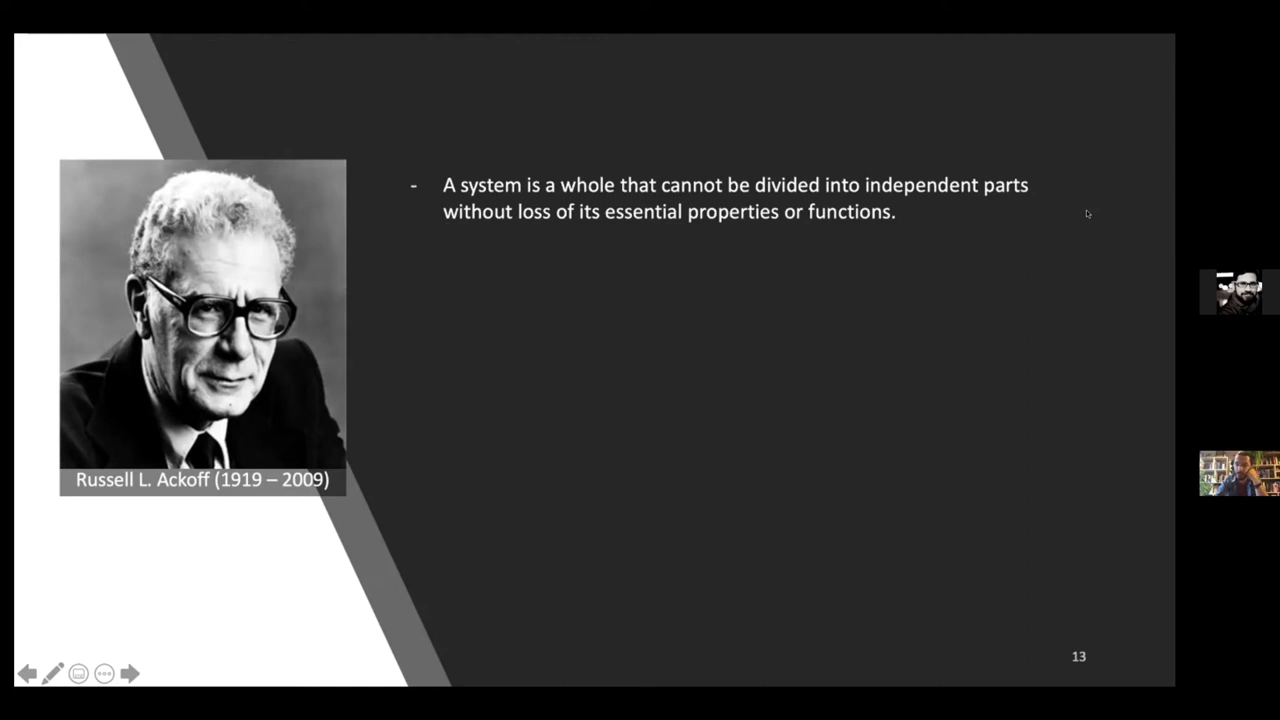 - A system is a whole that cannot be divided into independent parts
without loss of its essential properties or functions.
Russell L. Ackoff (1919 – 2009)
13